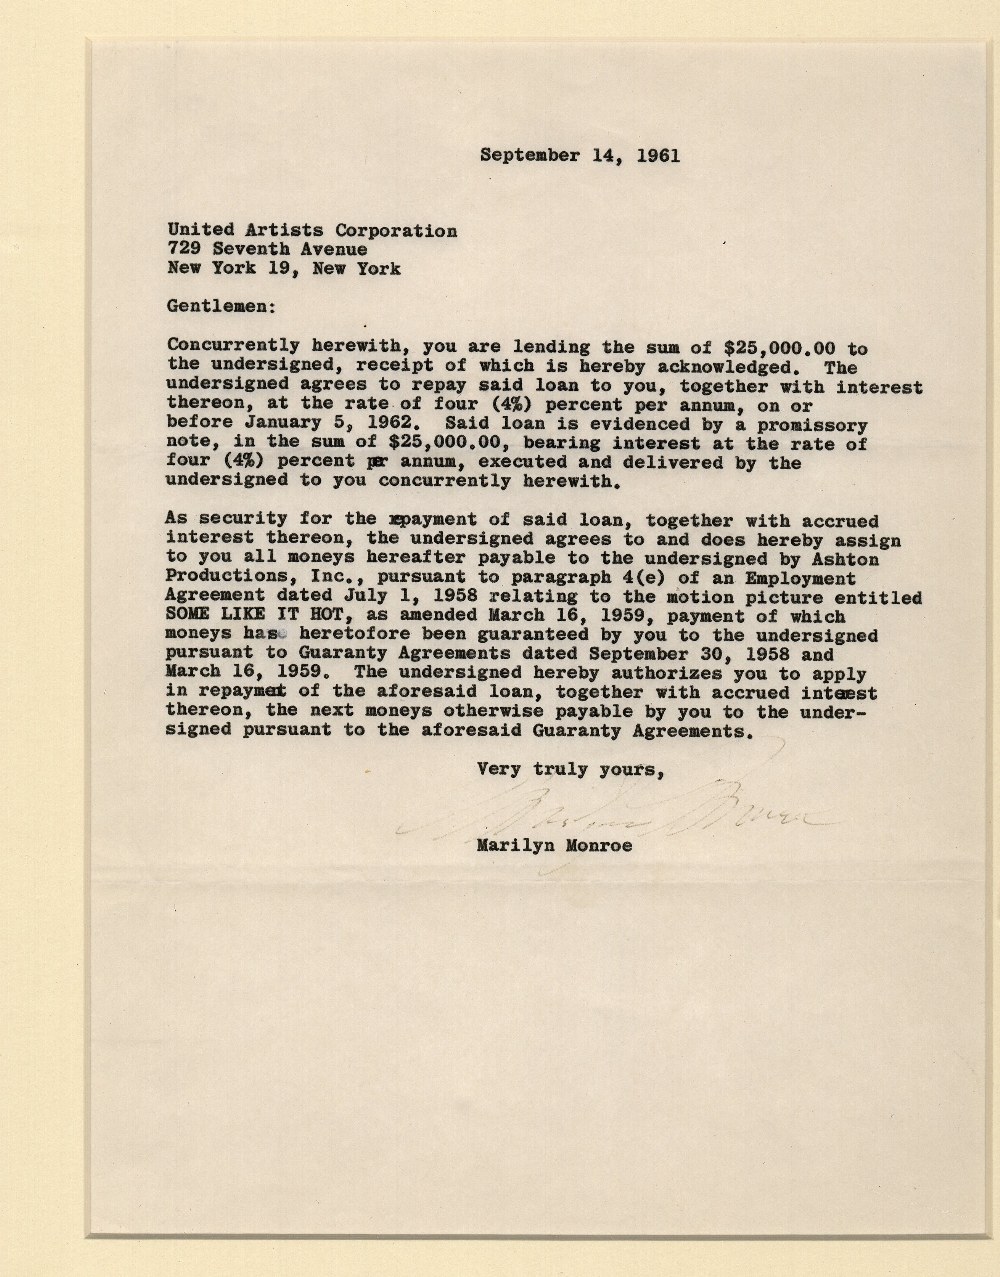 September 14, 1961
United Artists Corporation
729 Seventh Avenue
New York 19, New York
Gentlemen:
Concurrently herewith, you are lending the sum of $25,000.00 to
the undersigned, receipt of which is hereby acknowledged. The
undersigned agrees to repay said loan to you, together with interest
thereon, at the rate of four (4%) percent per annum, on or
before January 5, 1962. Said loan is evidenced by a promissory
note, in the sum of $25,000.00, bearing interest at the rate of
four (4%) percent per annum, executed and delivered by the
undersigned to you concurrently herewith.
As security for the repayment of said loan, together with accrued
interest thereon, the undersigned agrees to and does hereby assign
to you all moneys hereafter payable to the undersigned by Ashton
Productions, Inc., pursuant to paragraph 4(e) of an Employment
Agreement dated July 1, 1958 relating to the motion picture entitled
SOME LIKE IT HOT, as amended March 16, 1959, payment of which
moneys has heretofore been guaranteed by you to the undersigned
pursuant to Guaranty Agreements dated September 30, 1958 and
March 16, 1959. The undersigned hereby authorizes you to apply
in repayment of the aforesaid loan, together with accrued interest
thereon, the next moneys otherwise payable by you to the under-
signed pursuant to the aforesaid Guaranty Agreements.
Very truly yours,
Marilyn Monroe